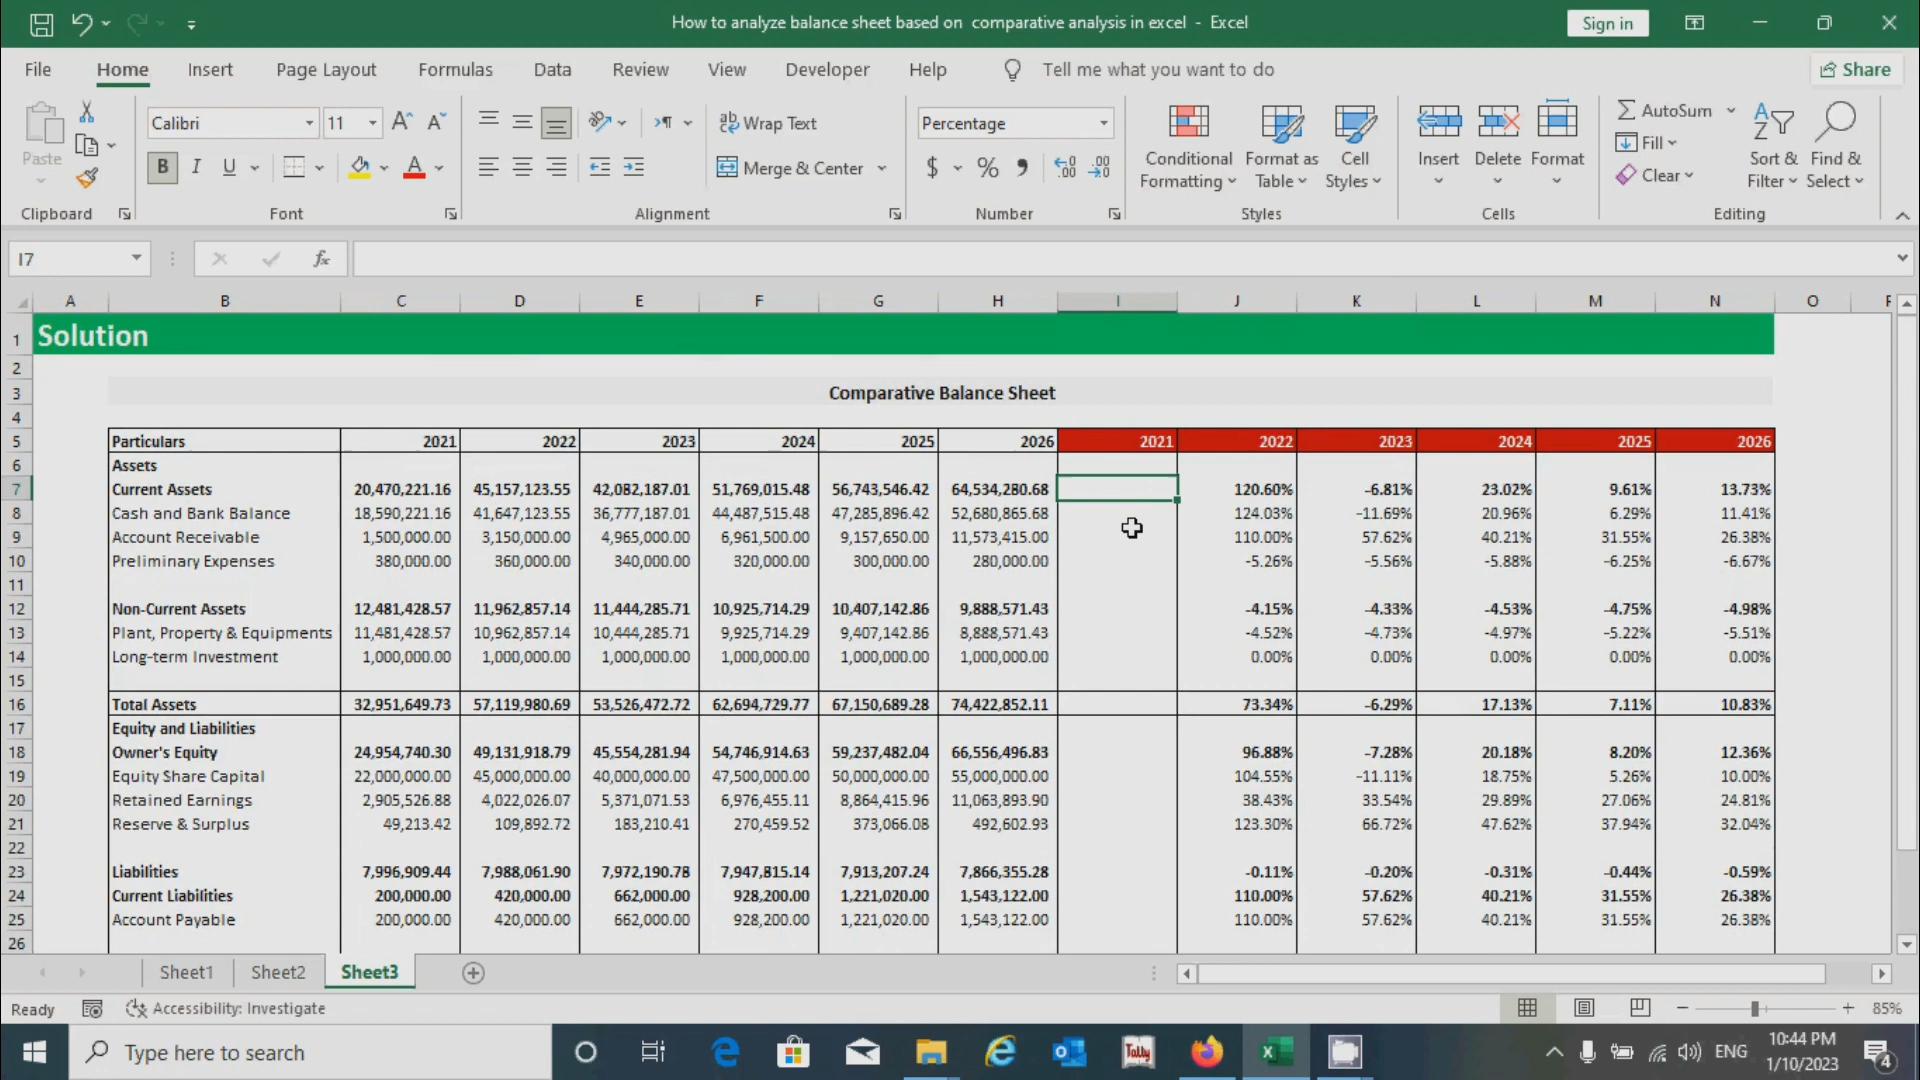 How to analyze balance sheet based on  comparative analysis in excel  -  Excel
Sign in
File Home Insert Page Layout Formulas Data Review View Developer Help Tell me what you want to do Share
Paste
Clipboard
Calibri 11
B I U
Font
Wrap Text
Merge & Center
Alignment
Percentage
$ % ,
Number
Conditional Formatting
Format as Table
Cell Styles
Styles
Insert
Delete
Format
Cells
AutoSum
Fill
Clear
Sort & Filter
Find & Select
Editing
I7 fx
A B C D E F G H I J K L M N O
1 Solution
2
3 Comparative Balance Sheet
4
5 Particulars 2021 2022 2023 2024 2025 2026 2021 2022 2023 2024 2025 2026
6 Assets
7 Current Assets 20,470,221.16 45,157,123.55 42,082,187.01 51,769,015.48 56,743,546.42 64,534,280.68 120.60% -6.81% 23.02% 9.61% 13.73%
8 Cash and Bank Balance 18,590,221.16 41,647,123.55 36,777,187.01 44,487,515.48 47,285,896.42 52,680,865.68 124.03% -11.69% 20.96% 6.29% 11.41%
9 Account Receivable 1,500,000.00 3,150,000.00 4,965,000.00 6,961,500.00 9,157,650.00 11,573,415.00 110.00% 57.62% 40.21% 31.55% 26.38%
10 Preliminary Expenses 380,000.00 360,000.00 340,000.00 320,000.00 300,000.00 280,000.00 -5.26% -5.56% -5.88% -6.25% -6.67%
11
12 Non-Current Assets 12,481,428.57 11,962,857.14 11,444,285.71 10,925,714.29 10,407,142.86 9,888,571.43 -4.15% -4.33% -4.53% -4.75% -4.98%
13 Plant, Property & Equipments 11,481,428.57 10,962,857.14 10,444,285.71 9,925,714.29 9,407,142.86 8,888,571.43 -4.52% -4.73% -4.97% -5.22% -5.51%
14 Long-term Investment 1,000,000.00 1,000,000.00 1,000,000.00 1,000,000.00 1,000,000.00 1,000,000.00 0.00% 0.00% 0.00% 0.00% 0.00%
15
16 Total Assets 32,951,649.73 57,119,980.69 53,526,472.72 62,694,729.77 67,150,689.28 74,422,852.11 73.34% -6.29% 17.13% 7.11% 10.83%
17 Equity and Liabilities
18 Owner's Equity 24,954,740.30 49,131,918.79 45,554,281.94 54,746,914.63 59,237,482.04 66,556,496.83 96.88% -7.28% 20.18% 8.20% 12.36%
19 Equity Share Capital 22,000,000.00 45,000,000.00 40,000,000.00 47,500,000.00 50,000,000.00 55,000,000.00 104.55% -11.11% 18.75% 5.26% 10.00%
20 Retained Earnings 2,905,526.88 4,022,026.07 5,371,071.53 6,976,455.11 8,864,415.96 11,063,893.90 38.43% 33.54% 29.89% 27.06% 24.81%
21 Reserve & Surplus 49,213.42 109,892.72 183,210.41 270,459.52 373,066.08 492,602.93 123.30% 66.72% 47.62% 37.94% 32.04%
22
23 Liabilities 7,996,909.44 7,988,061.90 7,972,190.78 7,947,815.14 7,913,207.24 7,866,355.28 -0.11% -0.20% -0.31% -0.44% -0.59%
24 Current Liabilities 200,000.00 420,000.00 662,000.00 928,200.00 1,221,020.00 1,543,122.00 110.00% 57.62% 40.21% 31.55% 26.38%
25 Account Payable 200,000.00 420,000.00 662,000.00 928,200.00 1,221,020.00 1,543,122.00 110.00% 57.62% 40.21% 31.55% 26.38%
26
Sheet1 Sheet2 Sheet3
Ready Accessibility: Investigate 85%
Type here to search
Tally
ENG
10:44 PM
1/10/2023
4